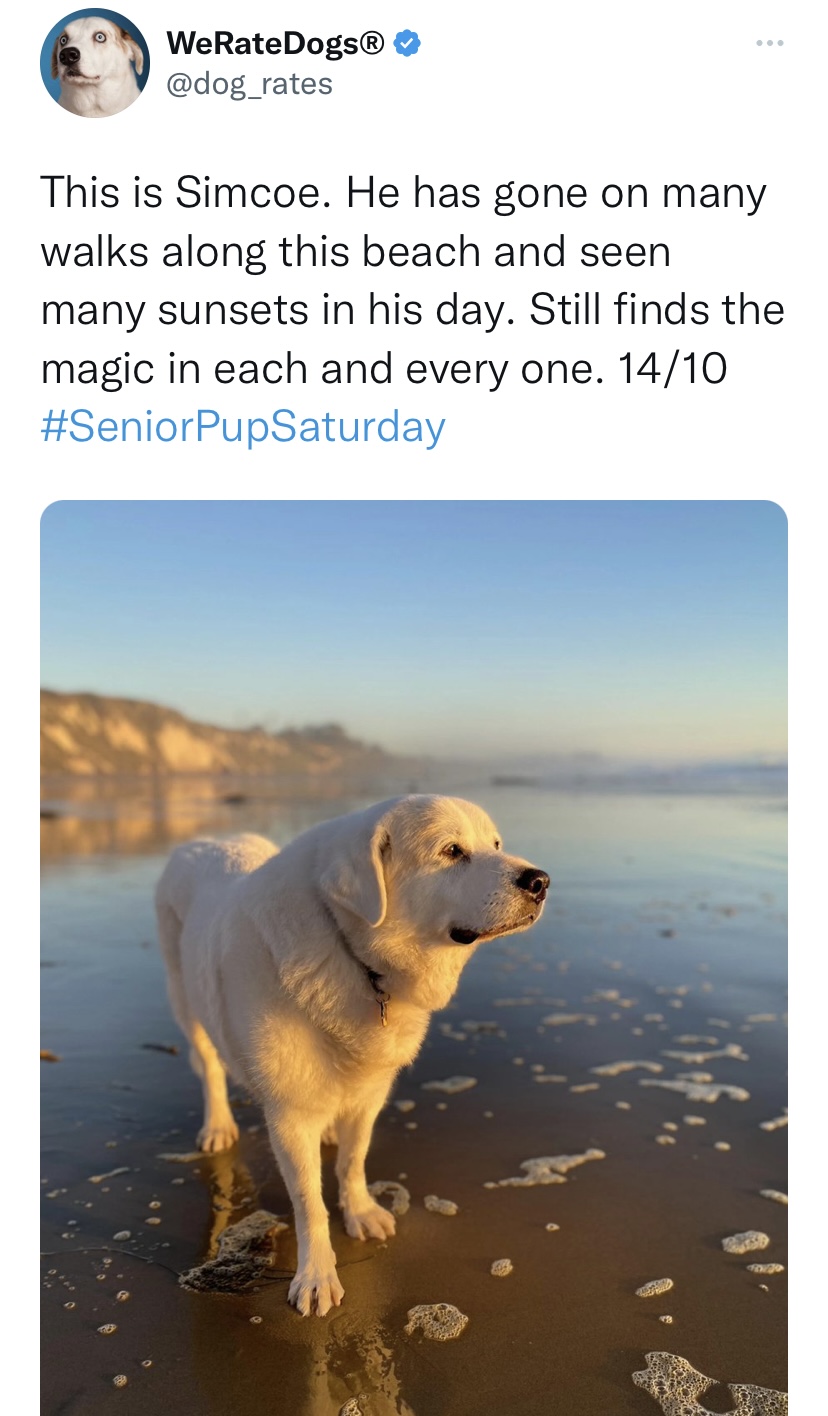 WeRateDogs®
@dog_rates
This is Simcoe. He has gone on many
walks along this beach and seen
many sunsets in his day. Still finds the
magic in each and every one. 14/10
#SeniorPupSaturday